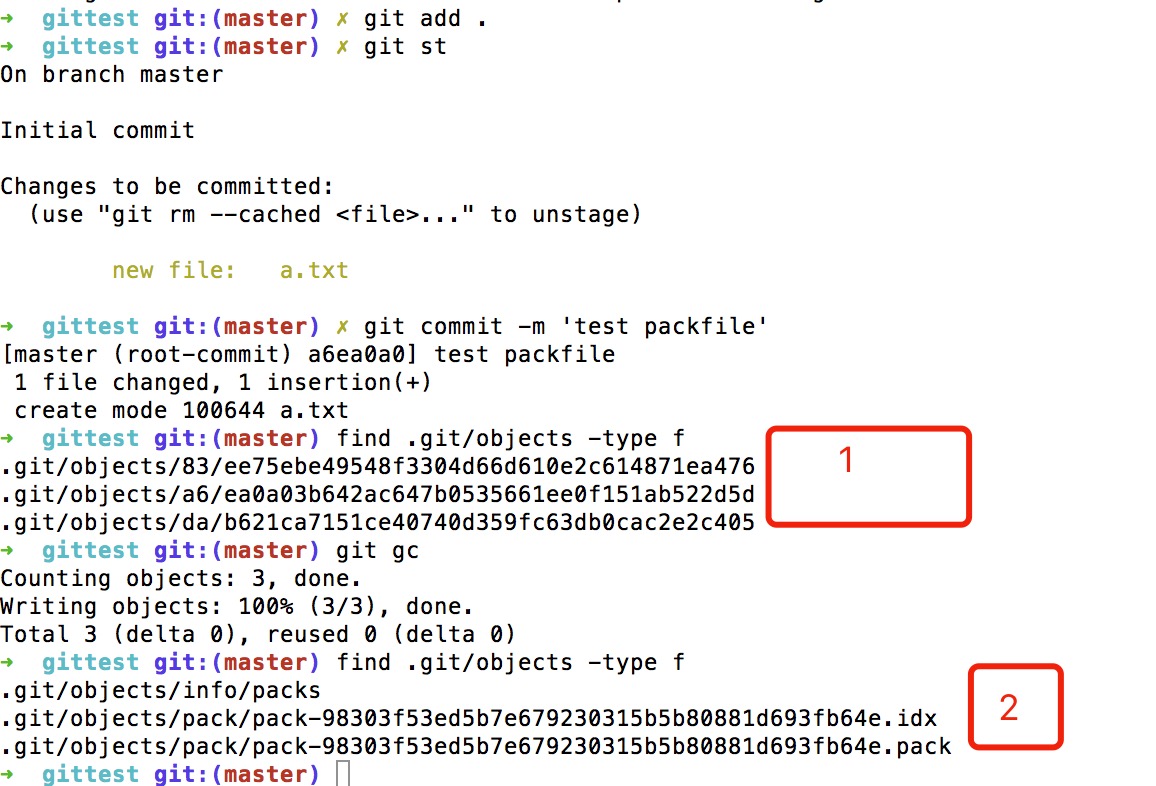 ➜  gittest git:(master) ✗ git add .
➜  gittest git:(master) ✗ git st
On branch master
Initial commit
Changes to be committed:
  (use "git rm --cached <file>..." to unstage)
        new file:   a.txt
➜  gittest git:(master) ✗ git commit -m 'test packfile'
[master (root-commit) a6ea0a0] test packfile
 1 file changed, 1 insertion(+)
 create mode 100644 a.txt
➜  gittest git:(master) find .git/objects -type f
1
.git/objects/83/ee75ebe49548f3304d66d610e2c614871ea476
.git/objects/a6/ea0a03b642ac647b0535661ee0f151ab522d5d
.git/objects/da/b621ca7151ce40740d359fc63db0cac2e2c405
➜  gittest git:(master) git gc
Counting objects: 3, done.
Writing objects: 100% (3/3), done.
Total 3 (delta 0), reused 0 (delta 0)
➜  gittest git:(master) find .git/objects -type f
.git/objects/info/packs
2
.git/objects/pack/pack-98303f53ed5b7e679230315b5b80881d693fb64e.idx
.git/objects/pack/pack-98303f53ed5b7e679230315b5b80881d693fb64e.pack
➜  gittest git:(master)